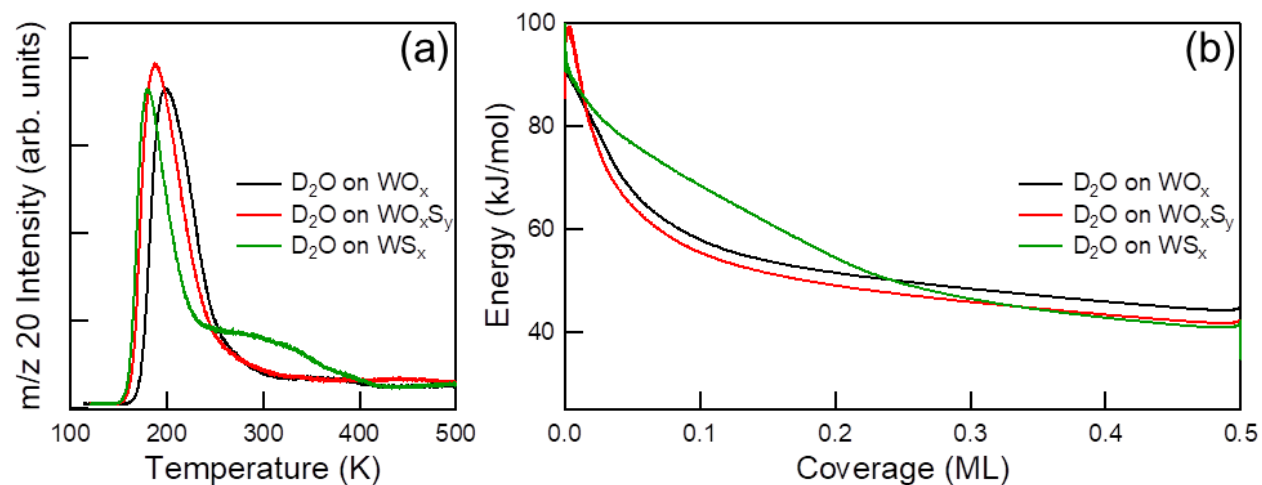 (a)
m/z 20 Intensity (arb. units)
D₂O on WOₓ
D₂O on WOₓSᵧ
D₂O on WSₓ
100 200 300 400 500
Temperature (K)
(b)
Energy (kJ/mol)
100
80
60
40
D₂O on WOₓ
D₂O on WOₓSᵧ
D₂O on WSₓ
0.0 0.1 0.2 0.3 0.4 0.5
Coverage (ML)